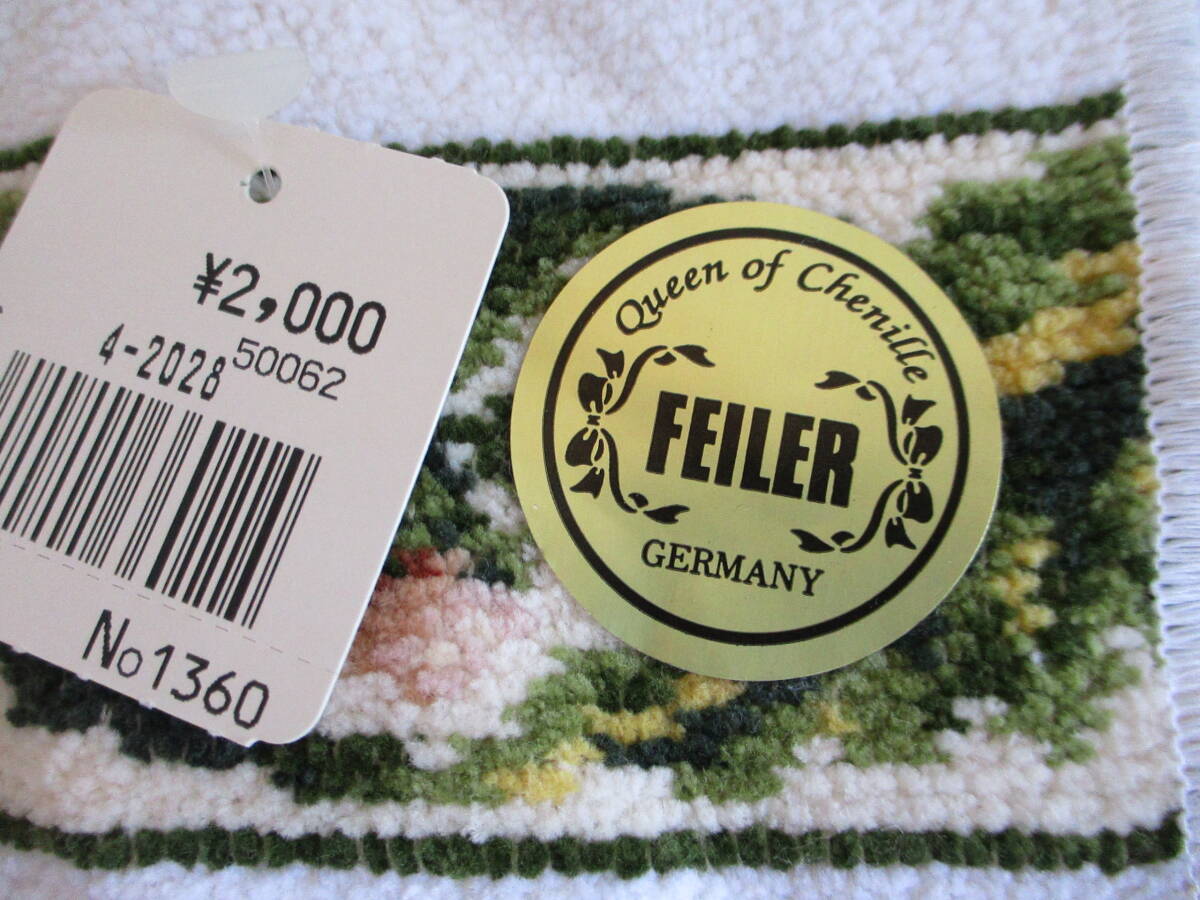 ¥2,000
4-2028 50062
No1360
Queen of Chenille
FEILER
GERMANY